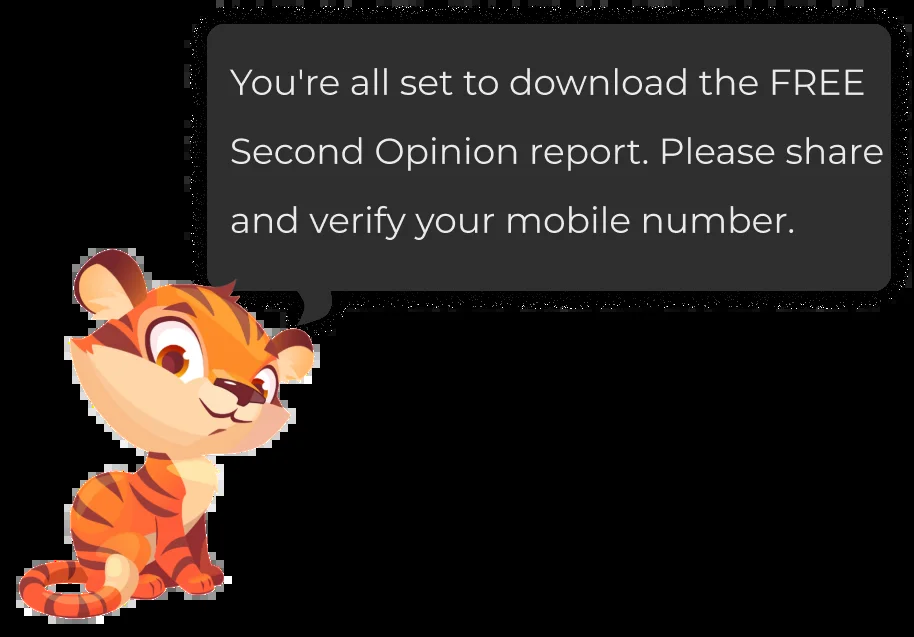 You're all set to download the FREE
Second Opinion report. Please share
and verify your mobile number.